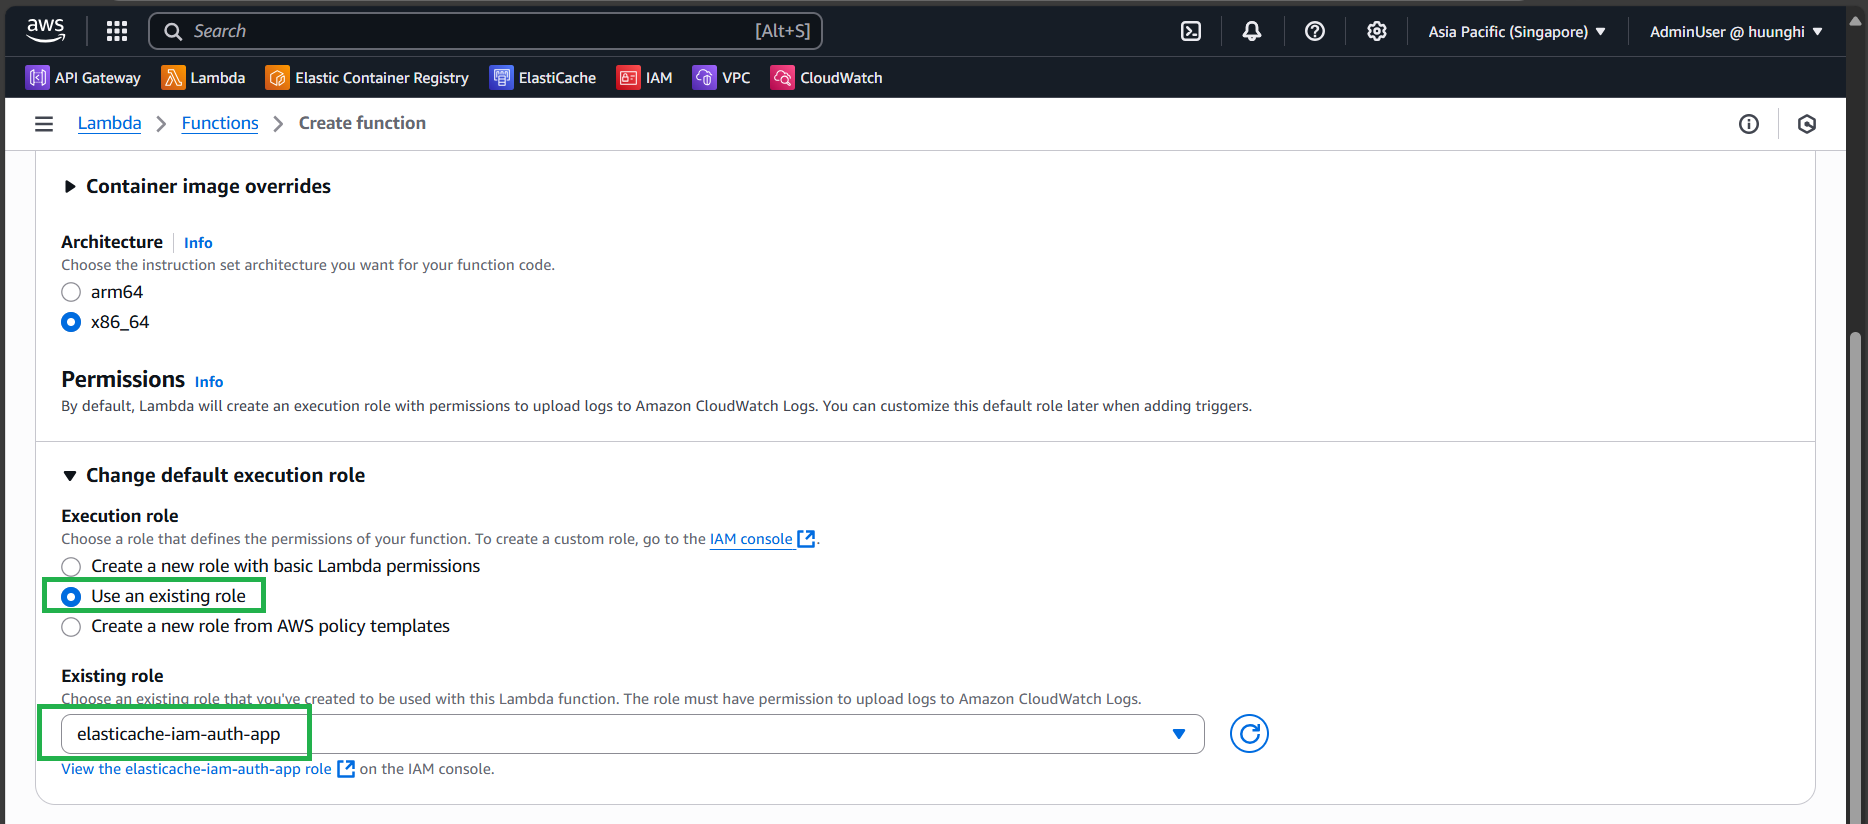 aws Search [Alt+S] Asia Pacific (Singapore) AdminUser @ huunghi
API Gateway Lambda Elastic Container Registry ElastiCache IAM VPC CloudWatch
Lambda Functions Create function
Container image overrides
Architecture Info
Choose the instruction set architecture you want for your function code.
arm64
x86_64
Permissions Info
By default, Lambda will create an execution role with permissions to upload logs to Amazon CloudWatch Logs. You can customize this default role later when adding triggers.
Change default execution role
Execution role
Choose a role that defines the permissions of your function. To create a custom role, go to the IAM console.
Create a new role with basic Lambda permissions
Use an existing role
Create a new role from AWS policy templates
Existing role
Choose an existing role that you've created to be used with this Lambda function. The role must have permission to upload logs to Amazon CloudWatch Logs.
elasticache-iam-auth-app
View the elasticache-iam-auth-app role on the IAM console.